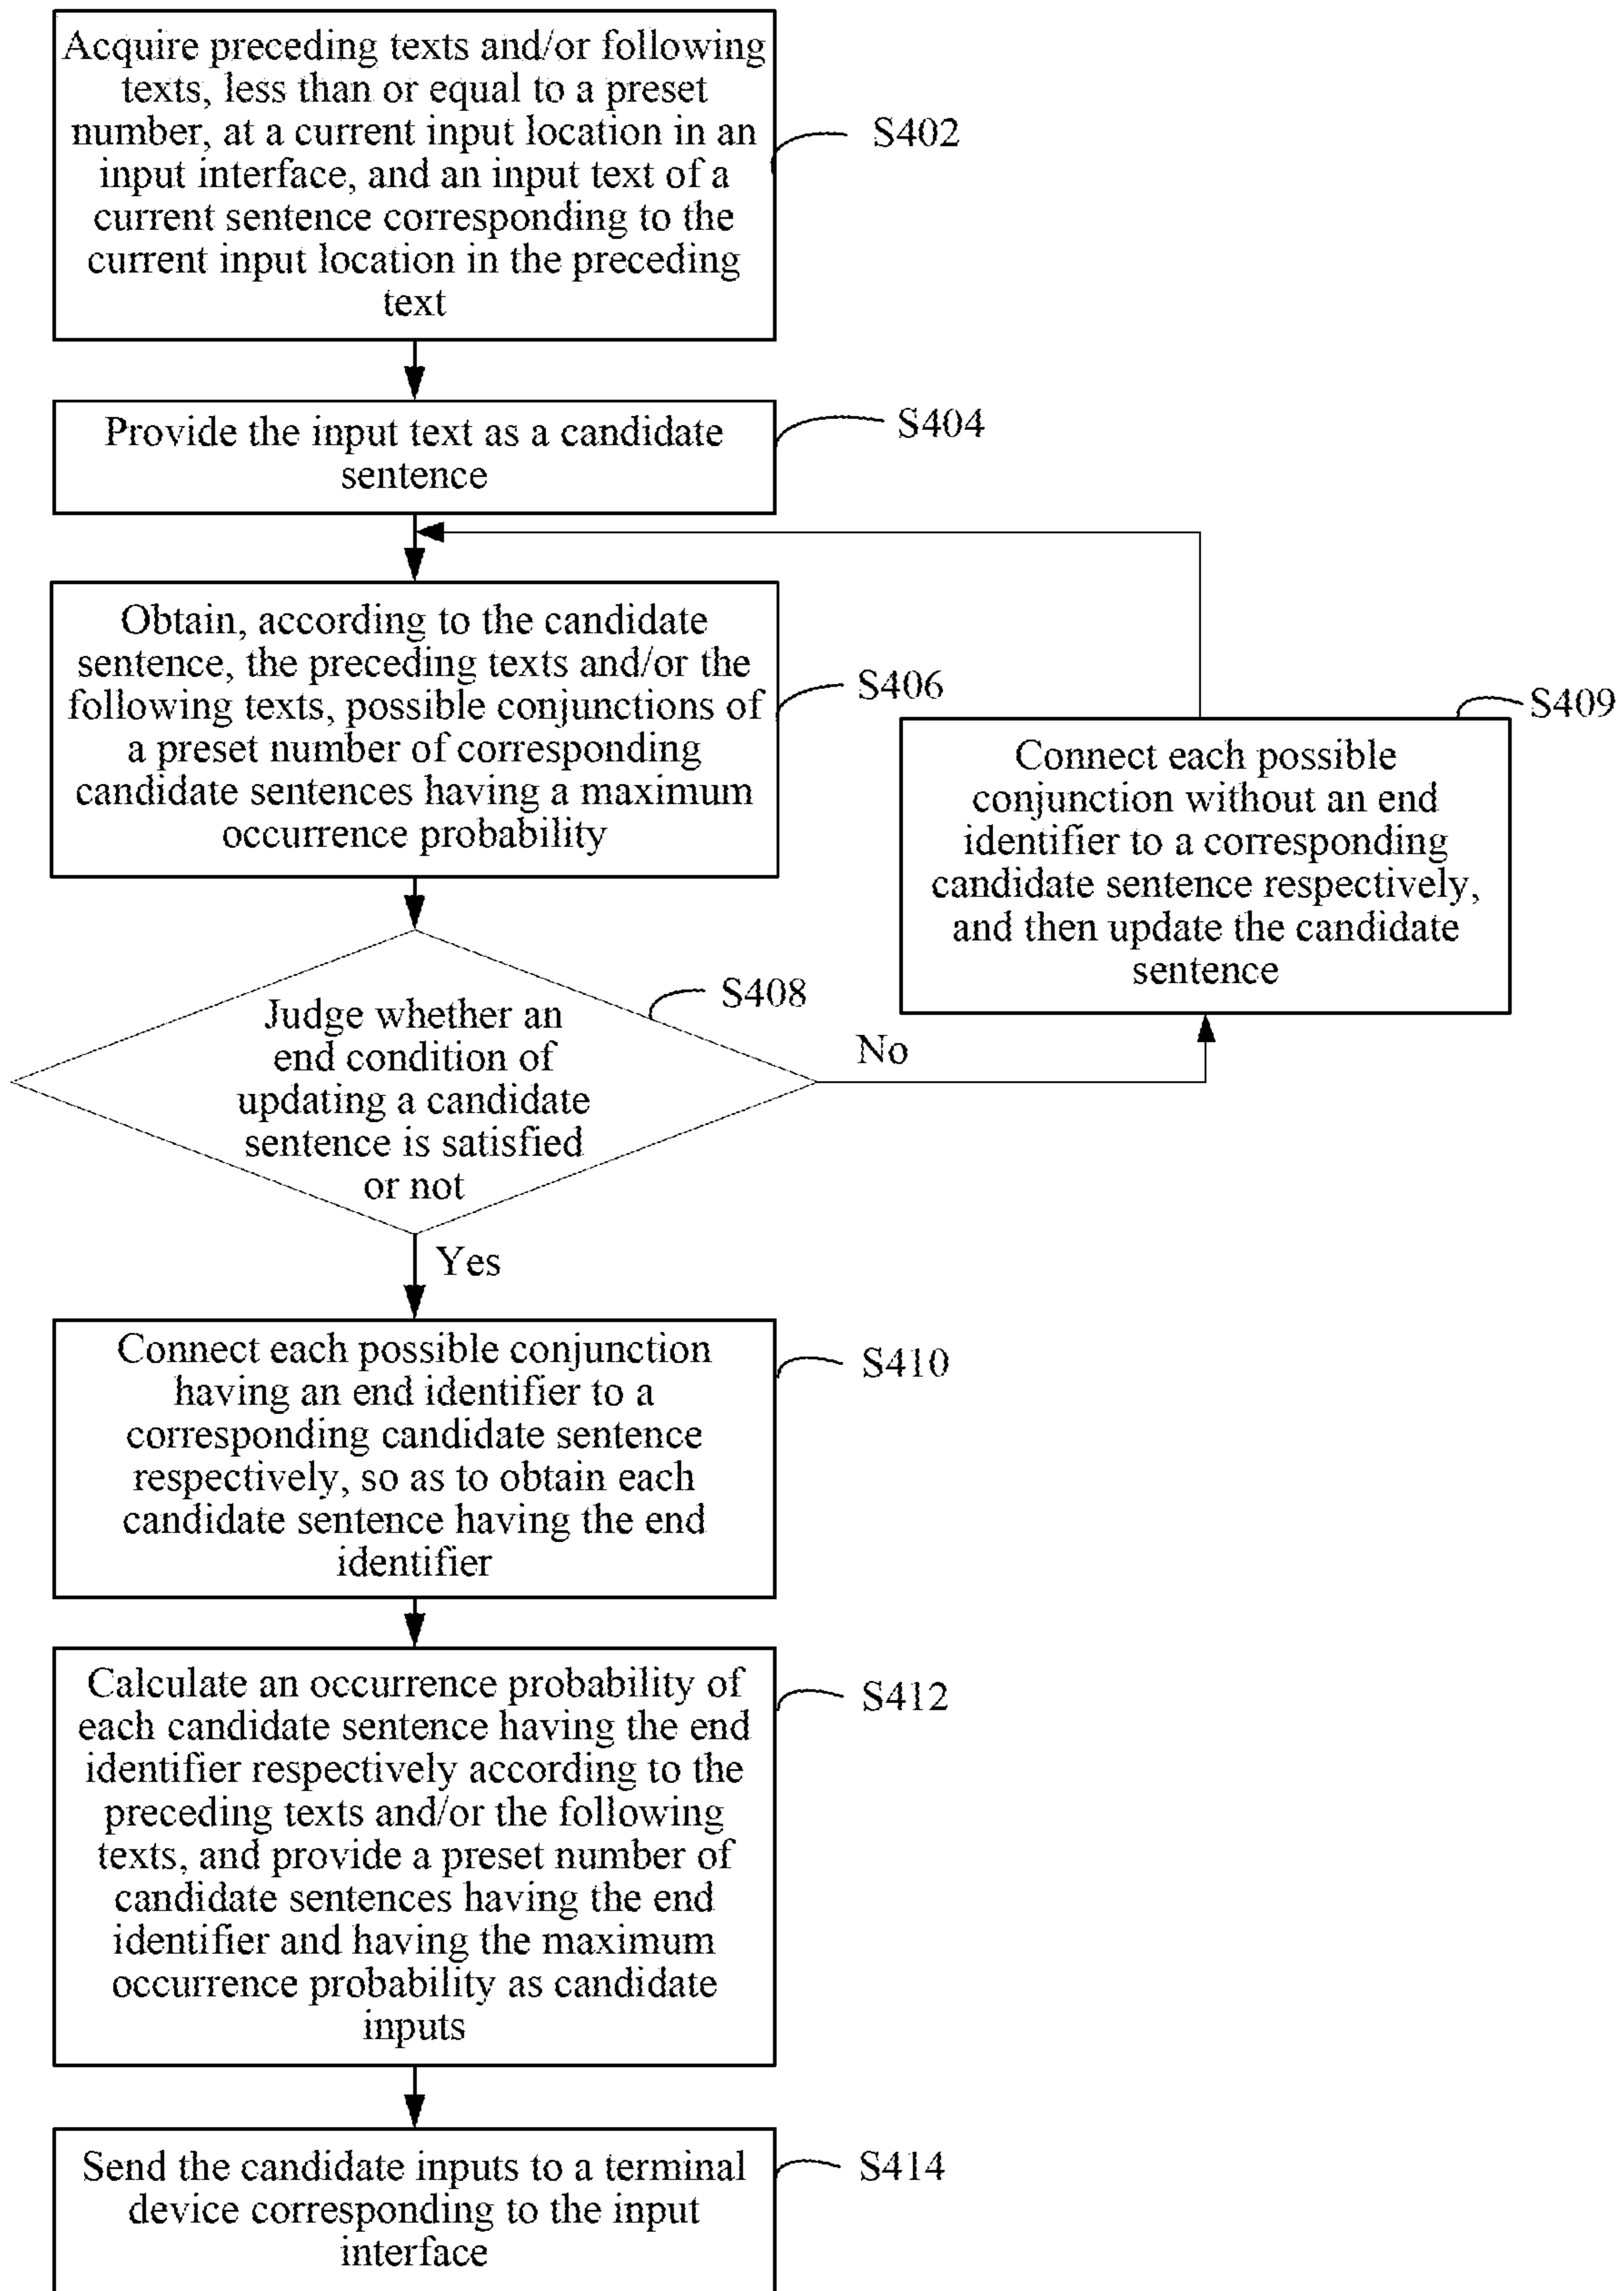 Acquire preceding texts and/or following
texts, less than or equal to a preset
number, at a current input location in an
input interface, and an input text of a
current sentence corresponding to the
current input location in the preceding
text
S402
Provide the input text as a candidate
sentence
S404
Obtain, according to the candidate
sentence, the preceding texts and/or the
following texts, possible conjunctions of
a preset number of corresponding
candidate sentences having a maximum
occurrence probability
S406
S409
Connect each possible
conjunction without an end
identifier to a corresponding
candidate sentence respectively,
and then update the candidate
sentence
S408
Judge whether an
end condition of
updating a candidate
sentence is satisfied
or not
No
Yes
Connect each possible conjunction
having an end identifier to a
corresponding candidate sentence
respectively, so as to obtain each
candidate sentence having the end
identifier
S410
Calculate an occurrence probability of
each candidate sentence having the end
identifier respectively according to the
preceding texts and/or the following
texts, and provide a preset number of
candidate sentences having the end
identifier and having the maximum
occurrence probability as candidate
inputs
S412
Send the candidate inputs to a terminal
device corresponding to the input
interface
S414